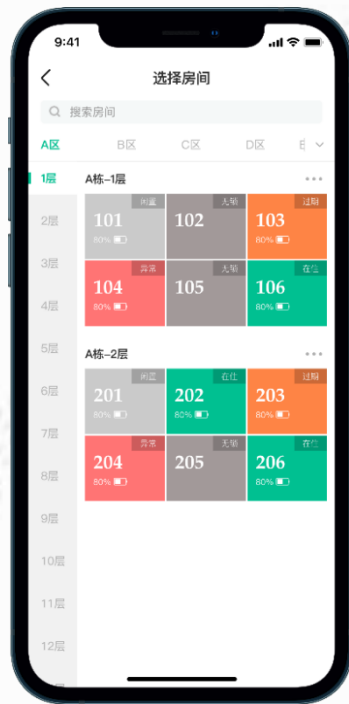 9:41
选择房间
搜索房间
A区 B区 C区 D区
1层
2层
3层
4层
5层
6层
7层
8层
9层
10层
11层
12层
A栋-1层
闲置 无锁 过期
101 102 103
80% 80%
异常 无锁 在住
104 105 106
80% 80%
A栋-2层
闲置 在住 过期
201 202 203
80% 80% 80%
异常 无锁 在住
204 205 206
80% 80%